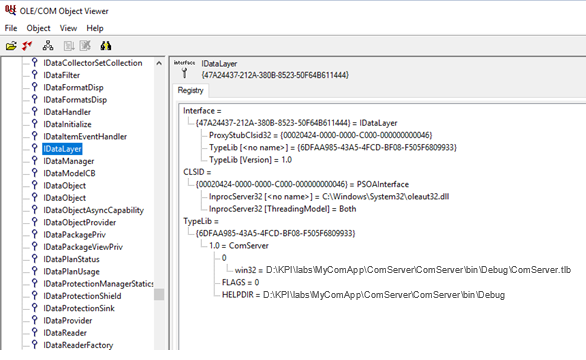 OLE/COM Object Viewer
File Object View Help
IDataCollectorSetCollection
IDataFilter
IDataFormatDisp
IDataFormatsDisp
IDataHandler
IDataInitialize
IDataItemEventHandler
IDataLayer
IDataManager
IDataModelCB
IDataObject
IDataObject
IDataObjectAsyncCapability
IDataObjectProvider
IDataPackagePriv
IDataPackageViewPriv
IDataPlanStatus
IDataPlanUsage
IDataProtectionManagerStatics
IDataProtectionShield
IDataProtectionSink
IDataProvider
IDataReader
IDataReaderFactory
interface
IDataLayer
{47A24437-212A-380B-8523-50F64B611444}
Registry
Interface =
{47A24437-212A-380B-8523-50F64B611444} = IDataLayer
ProxyStubClsid32 = {00020424-0000-0000-C000-000000000046}
TypeLib [<no name>] = {6DFAA985-43A5-4FCD-BF08-F505F6809933}
TypeLib [Version] = 1.0
CLSID =
{00020424-0000-0000-C000-000000000046} = PSOAInterface
InprocServer32 [<no name>] = C:\Windows\System32\oleaut32.dll
InprocServer32 [ThreadingModel] = Both
TypeLib =
{6DFAA985-43A5-4FCD-BF08-F505F6809933}
1.0 = ComServer
0
win32 = D:\KPI\labs\MyComApp\ComServer\ComServer\bin\Debug\ComServer.tlb
FLAGS = 0
HELPDIR = D:\KPI\labs\MyComApp\ComServer\ComServer\bin\Debug